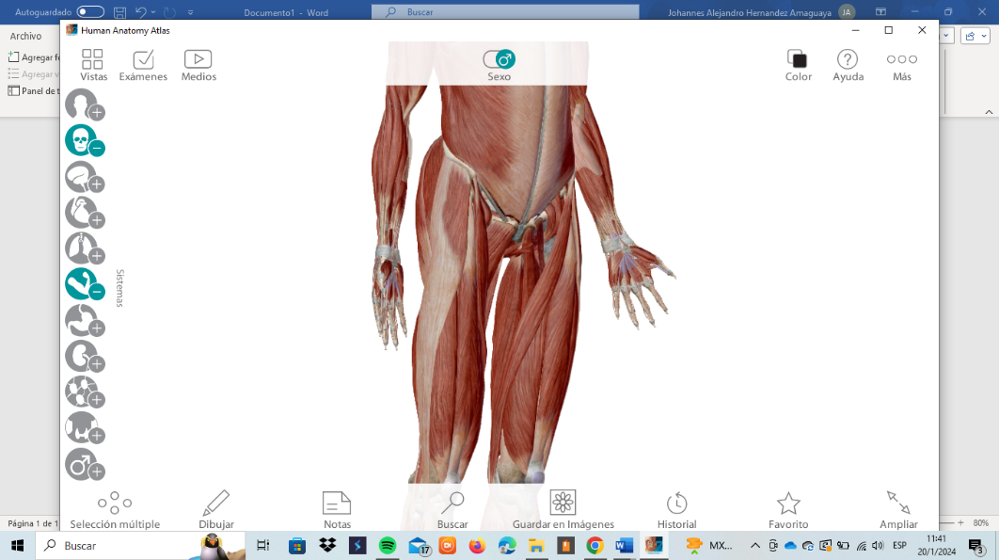 Autoguardado
Documento1 - Word
Buscar
Johannes Alejandro Hernandez Amaguaya
JA
Archivo
Human Anatomy Atlas
Agregar
Agregar
Panel de
Vistas
Exámenes
Medios
Sexo
Color
Ayuda
Más
Sistemas
Selección múltiple
Dibujar
Notas
Buscar
Guardar en Imágenes
Historial
Favorito
Ampliar
Página 1 de 1
80%
Buscar
17
MX...
ESP
11:41
20/1/2024
3